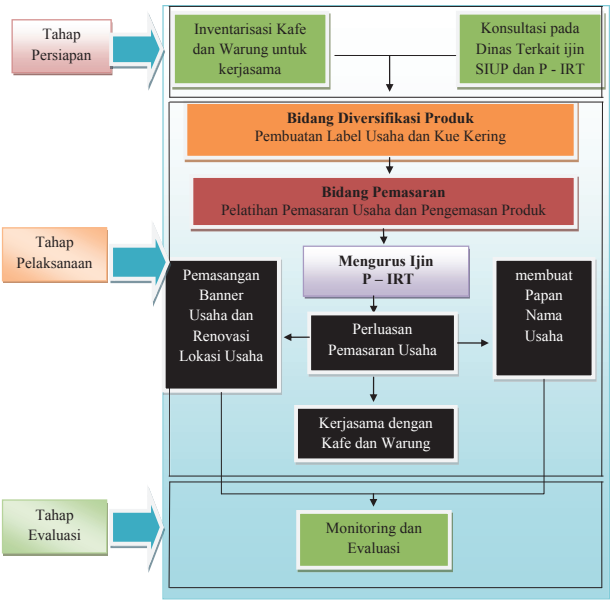 Tahap
Persiapan
Inventarisasi Kafe
dan Warung untuk
kerjasama
Konsultasi pada
Dinas Terkait ijin
SIUP dan P - IRT
Bidang Diversifikasi Produk
Pembuatan Label Usaha dan Kue Kering
Bidang Pemasaran
Pelatihan Pemasaran Usaha dan Pengemasan Produk
Tahap
Pelaksanaan
Mengurus Ijin
P – IRT
Pemasangan
Banner
Usaha dan
Renovasi
Lokasi Usaha
Perluasan
Pemasaran Usaha
membuat
Papan
Nama
Usaha
Kerjasama dengan
Kafe dan Warung
Tahap
Evaluasi
Monitoring dan
Evaluasi